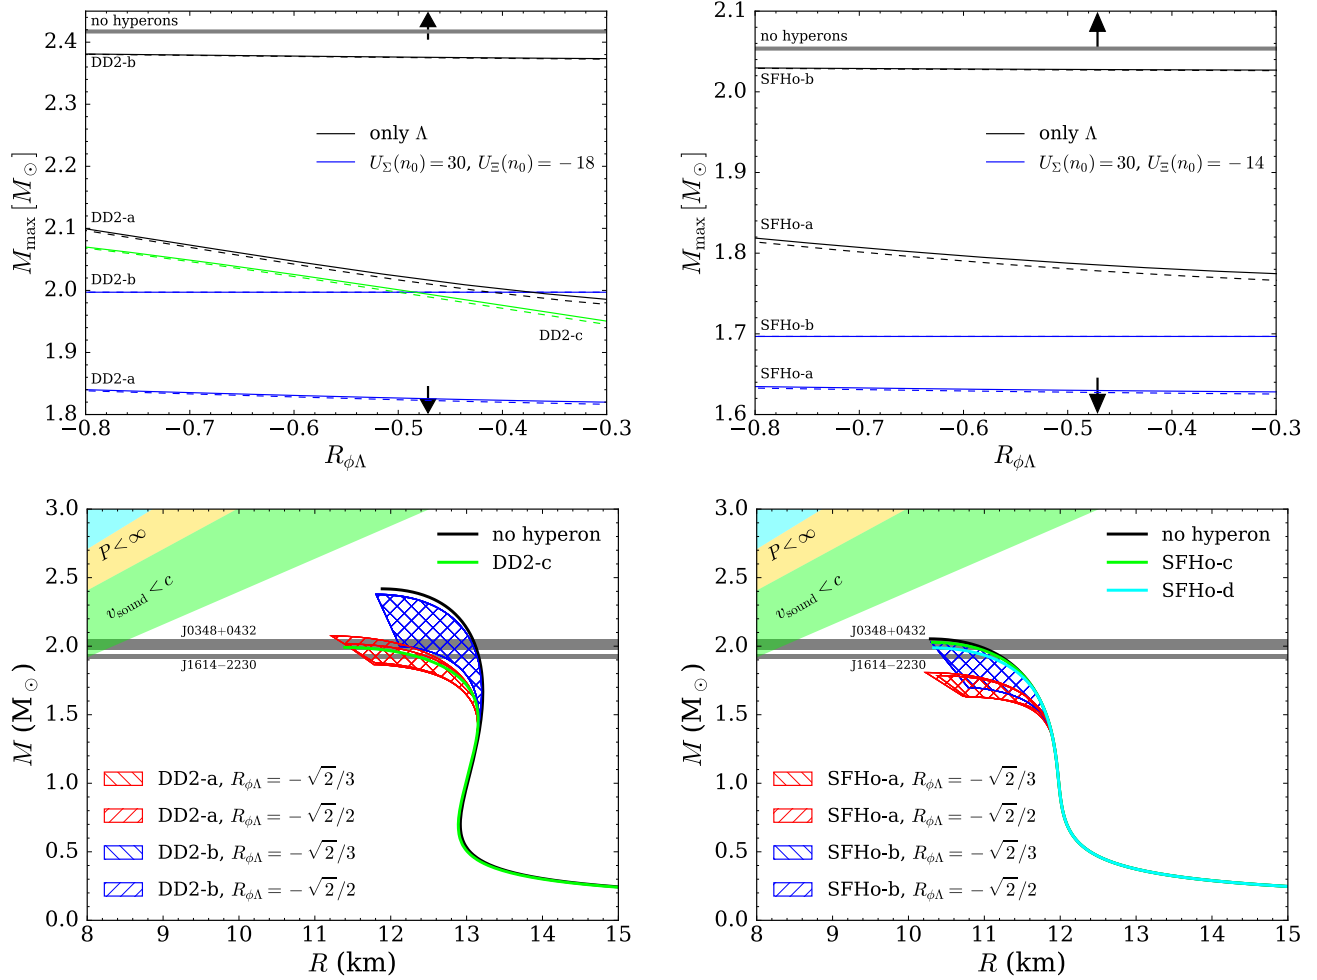 no hyperons
DD2-b
only Λ
U_Σ(n_0) = 30, U_Ξ(n_0) = −18
DD2-a
DD2-b
DD2-c
DD2-a
2.4
2.3
2.2
2.1
2.0
1.9
1.8
M_max [M_⊙]
−0.8 −0.7 −0.6 −0.5 −0.4 −0.3
R_ϕΛ
no hyperons
SFHo-b
only Λ
U_Σ(n_0) = 30, U_Ξ(n_0) = −14
SFHo-a
SFHo-b
SFHo-a
2.1
2.0
1.9
1.8
1.7
1.6
M_max [M_⊙]
−0.8 −0.7 −0.6 −0.5 −0.4 −0.3
R_ϕΛ
P < ∞
v_sound < c
no hyperon
DD2-c
J0348+0432
J1614−2230
DD2-a, R_ϕΛ = −√2/3
DD2-a, R_ϕΛ = −√2/2
DD2-b, R_ϕΛ = −√2/3
DD2-b, R_ϕΛ = −√2/2
3.0
2.5
2.0
1.5
1.0
0.5
0.0
M (M_⊙)
8 9 10 11 12 13 14 15
R (km)
P < ∞
v_sound < c
no hyperon
SFHo-c
SFHo-d
J0348+0432
J1614−2230
SFHo-a, R_ϕΛ = −√2/3
SFHo-a, R_ϕΛ = −√2/2
SFHo-b, R_ϕΛ = −√2/3
SFHo-b, R_ϕΛ = −√2/2
3.0
2.5
2.0
1.5
1.0
0.5
0.0
M (M_⊙)
8 9 10 11 12 13 14 15
R (km)